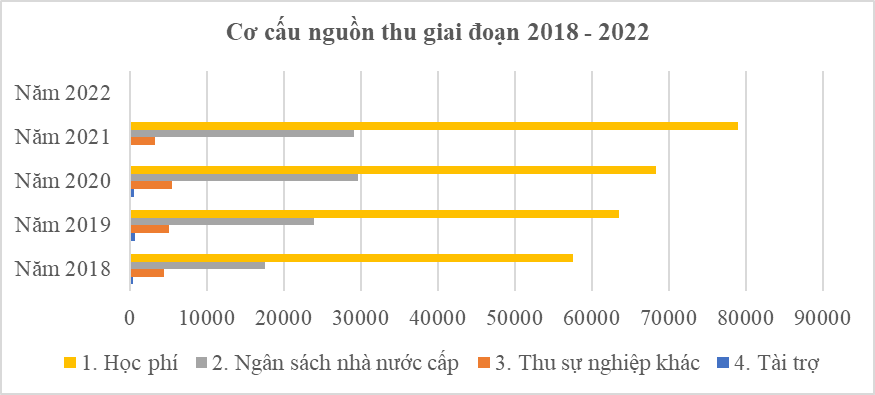 Cơ cấu nguồn thu giai đoạn 2018 - 2022
Năm 2022
Năm 2021
Năm 2020
Năm 2019
Năm 2018
0 10000 20000 30000 40000 50000 60000 70000 80000 90000
1. Học phí 2. Ngân sách nhà nước cấp 3. Thu sự nghiệp khác 4. Tài trợ